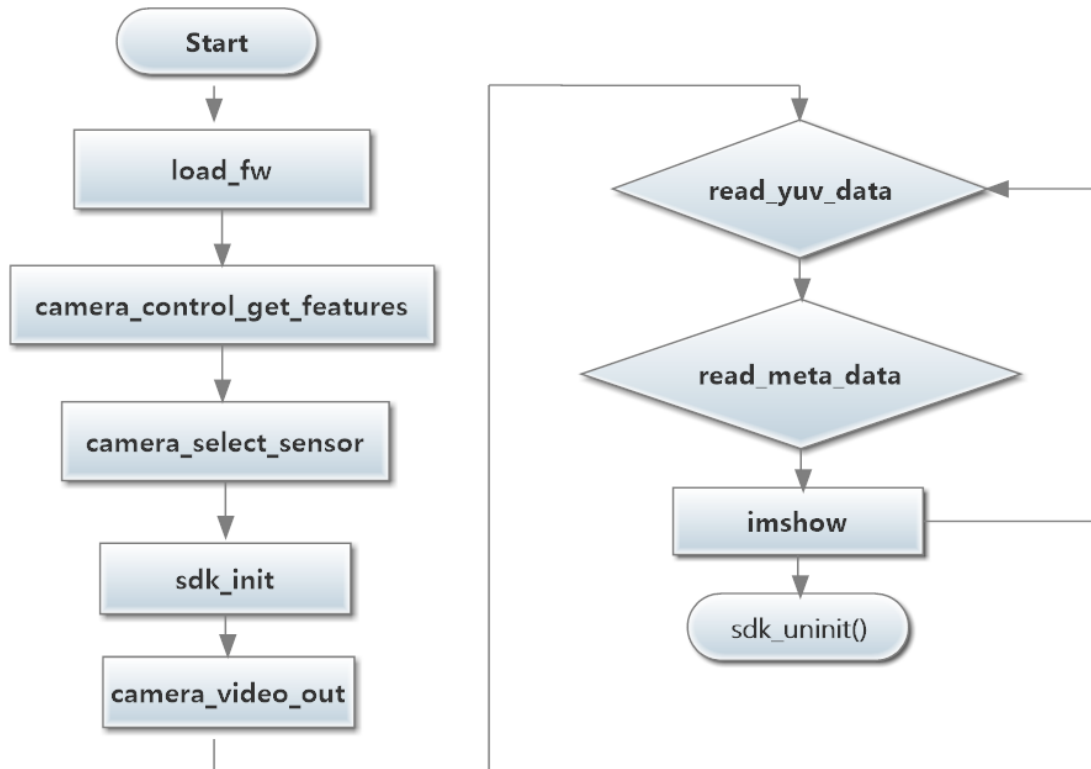 Start
load_fw
camera_control_get_features
camera_select_sensor
sdk_init
camera_video_out
read_yuv_data
read_meta_data
imshow
sdk_uninit()